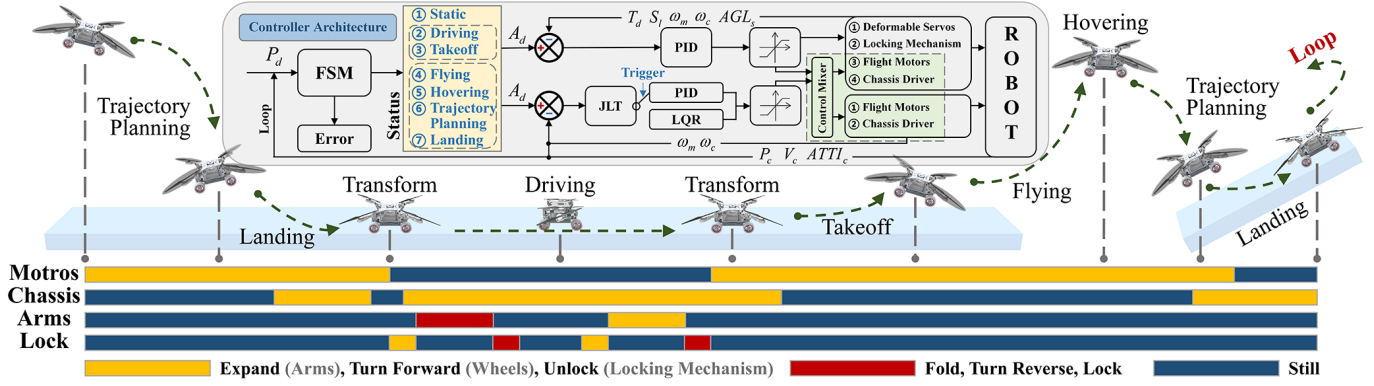 Controller Architecture
P_d
FSM
Error
Loop
Status
① Static
② Driving
③ Takeoff
④ Flying
⑤ Hovering
⑥ Trajectory
Planning
⑦ Landing
A_d
A_d
T_d S_l ω_m ω_c AGL_s
PID
JLT
Trigger
PID
LQR
ω_m ω_c
P_c V_c ATTI_c
Control Mixer
① Deformable Servos
② Locking Mechanism
③ Flight Motors
④ Chassis Driver
① Flight Motors
② Chassis Driver
ROBOT
Trajectory
Planning
Landing
Transform
Driving
Transform
Takeoff
Flying
Hovering
Trajectory
Planning
Landing
Loop
Motros
Chassis
Arms
Lock
Expand (Arms), Turn Forward (Wheels), Unlock (Locking Mechanism)
Fold, Turn Reverse, Lock
Still